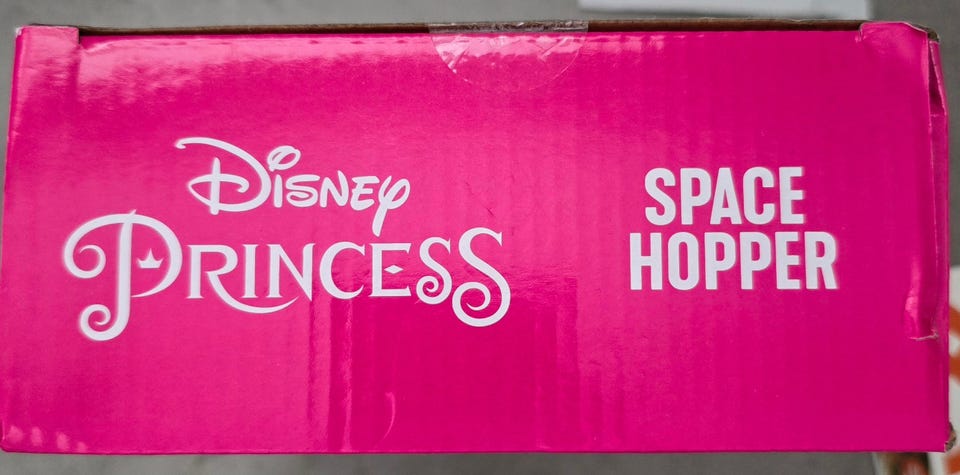 Disney
PRINCESS
SPACE
HOPPER